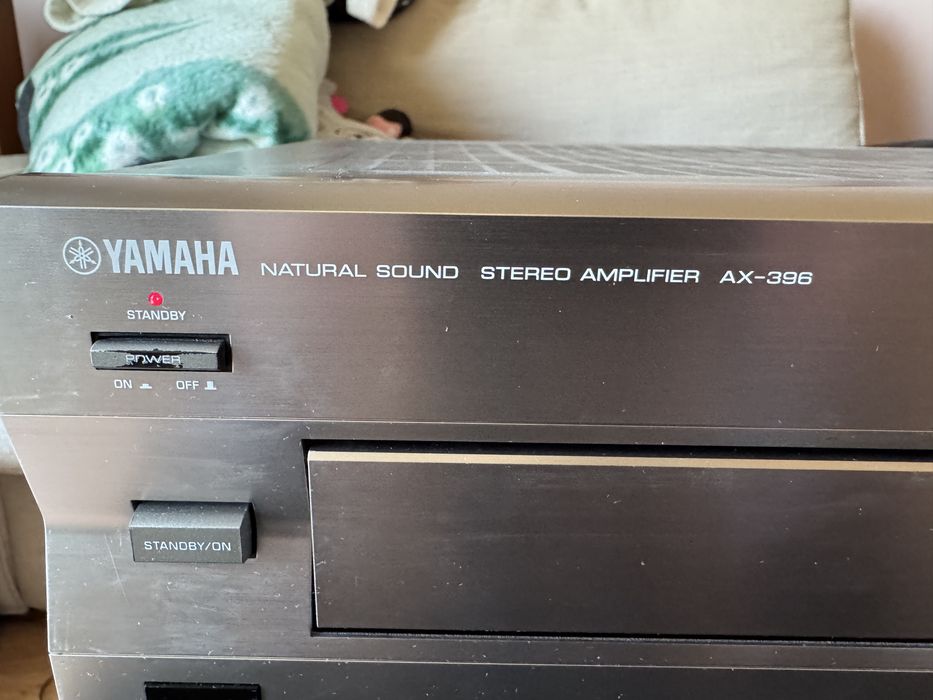 YAMAHA NATURAL SOUND STEREO AMPLIFIER AX-396
STANDBY
POWER
ON OFF
STANDBY/ON